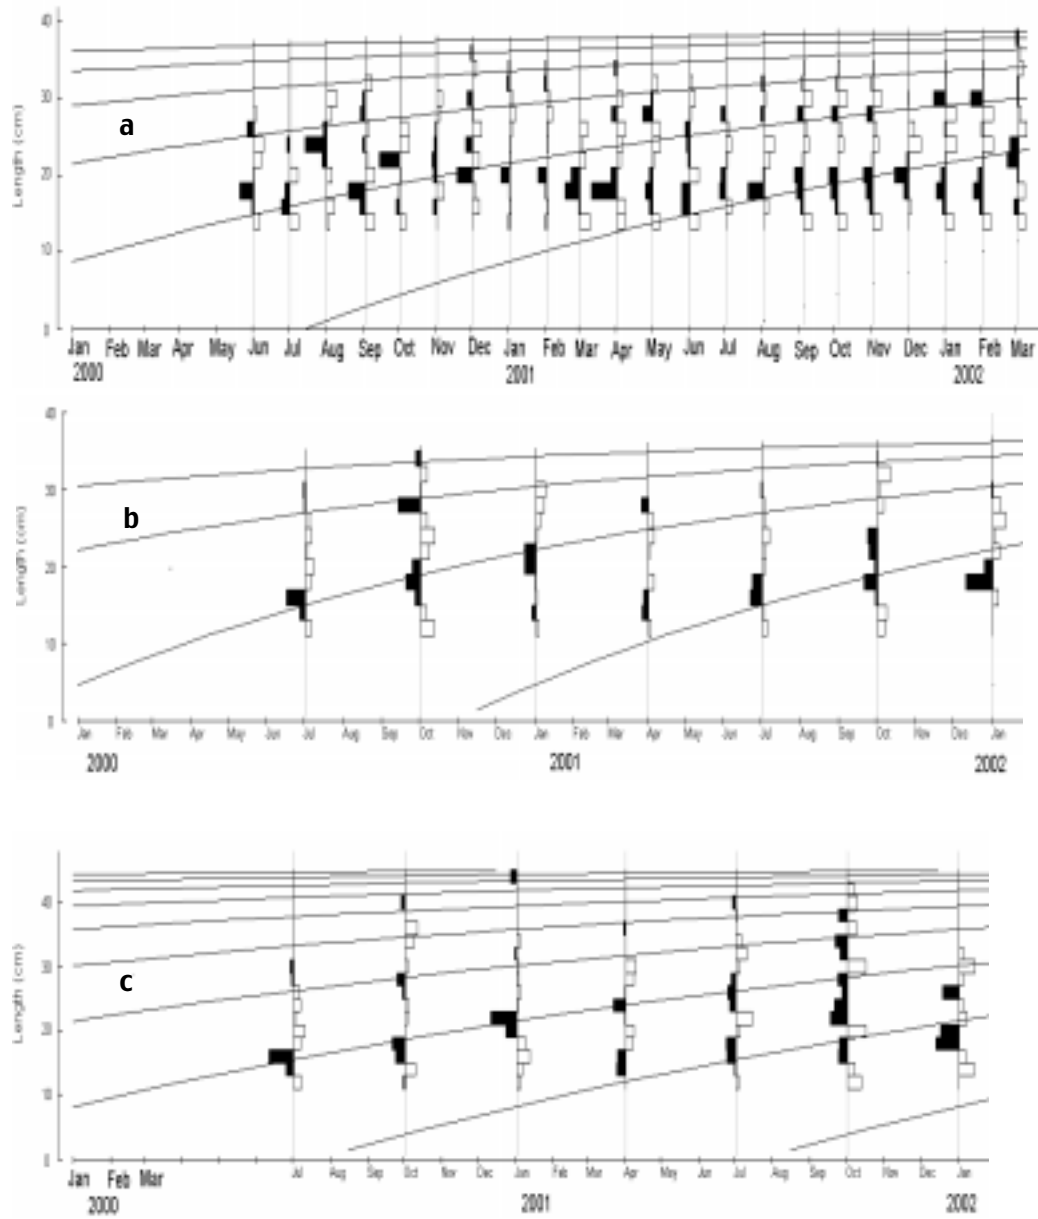 40
a
30
Length (cm)
20
10
0
Jan Feb Mar Apr May Jun Jul Aug Sep Oct Nov Dec Jan Feb Mar Apr May Jun Jul Aug Sep Oct Nov Dec Jan Feb Mar
2000 2001 2002
40
30
b
Length (cm)
20
10
0
Jan Feb Mar Apr May Jun Jul Aug Sep Oct Nov Dec Jan Feb Mar Apr May Jun Jul Aug Sep Oct Nov Dec Jan
2000 2001 2002
40
30
c
Length (cm)
20
10
0
Jan Feb Mar Jul Aug Sep Oct Nov Dec Jan Feb Mar Apr May Jun Jul Aug Sep Oct Nov Dec Jan
2000 2001 2002